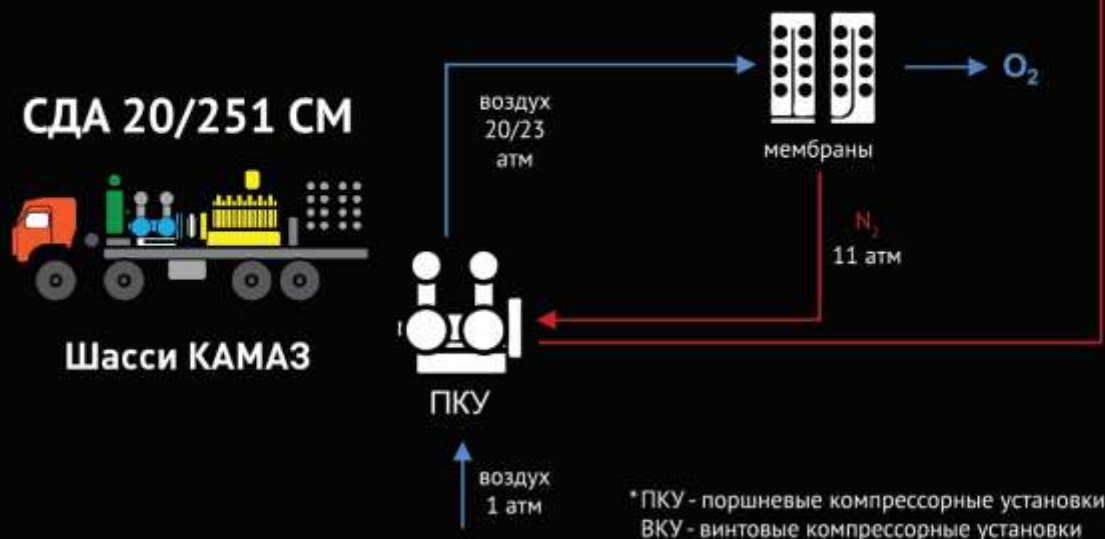 СДА 20/251 СМ
Шасси КАМАЗ
воздух
20/23
атм
мембраны
O₂
N₂
11 атм
ПКУ
воздух
1 атм
*ПКУ - поршневые компрессорные установки
ВКУ - винтовые компрессорные установки